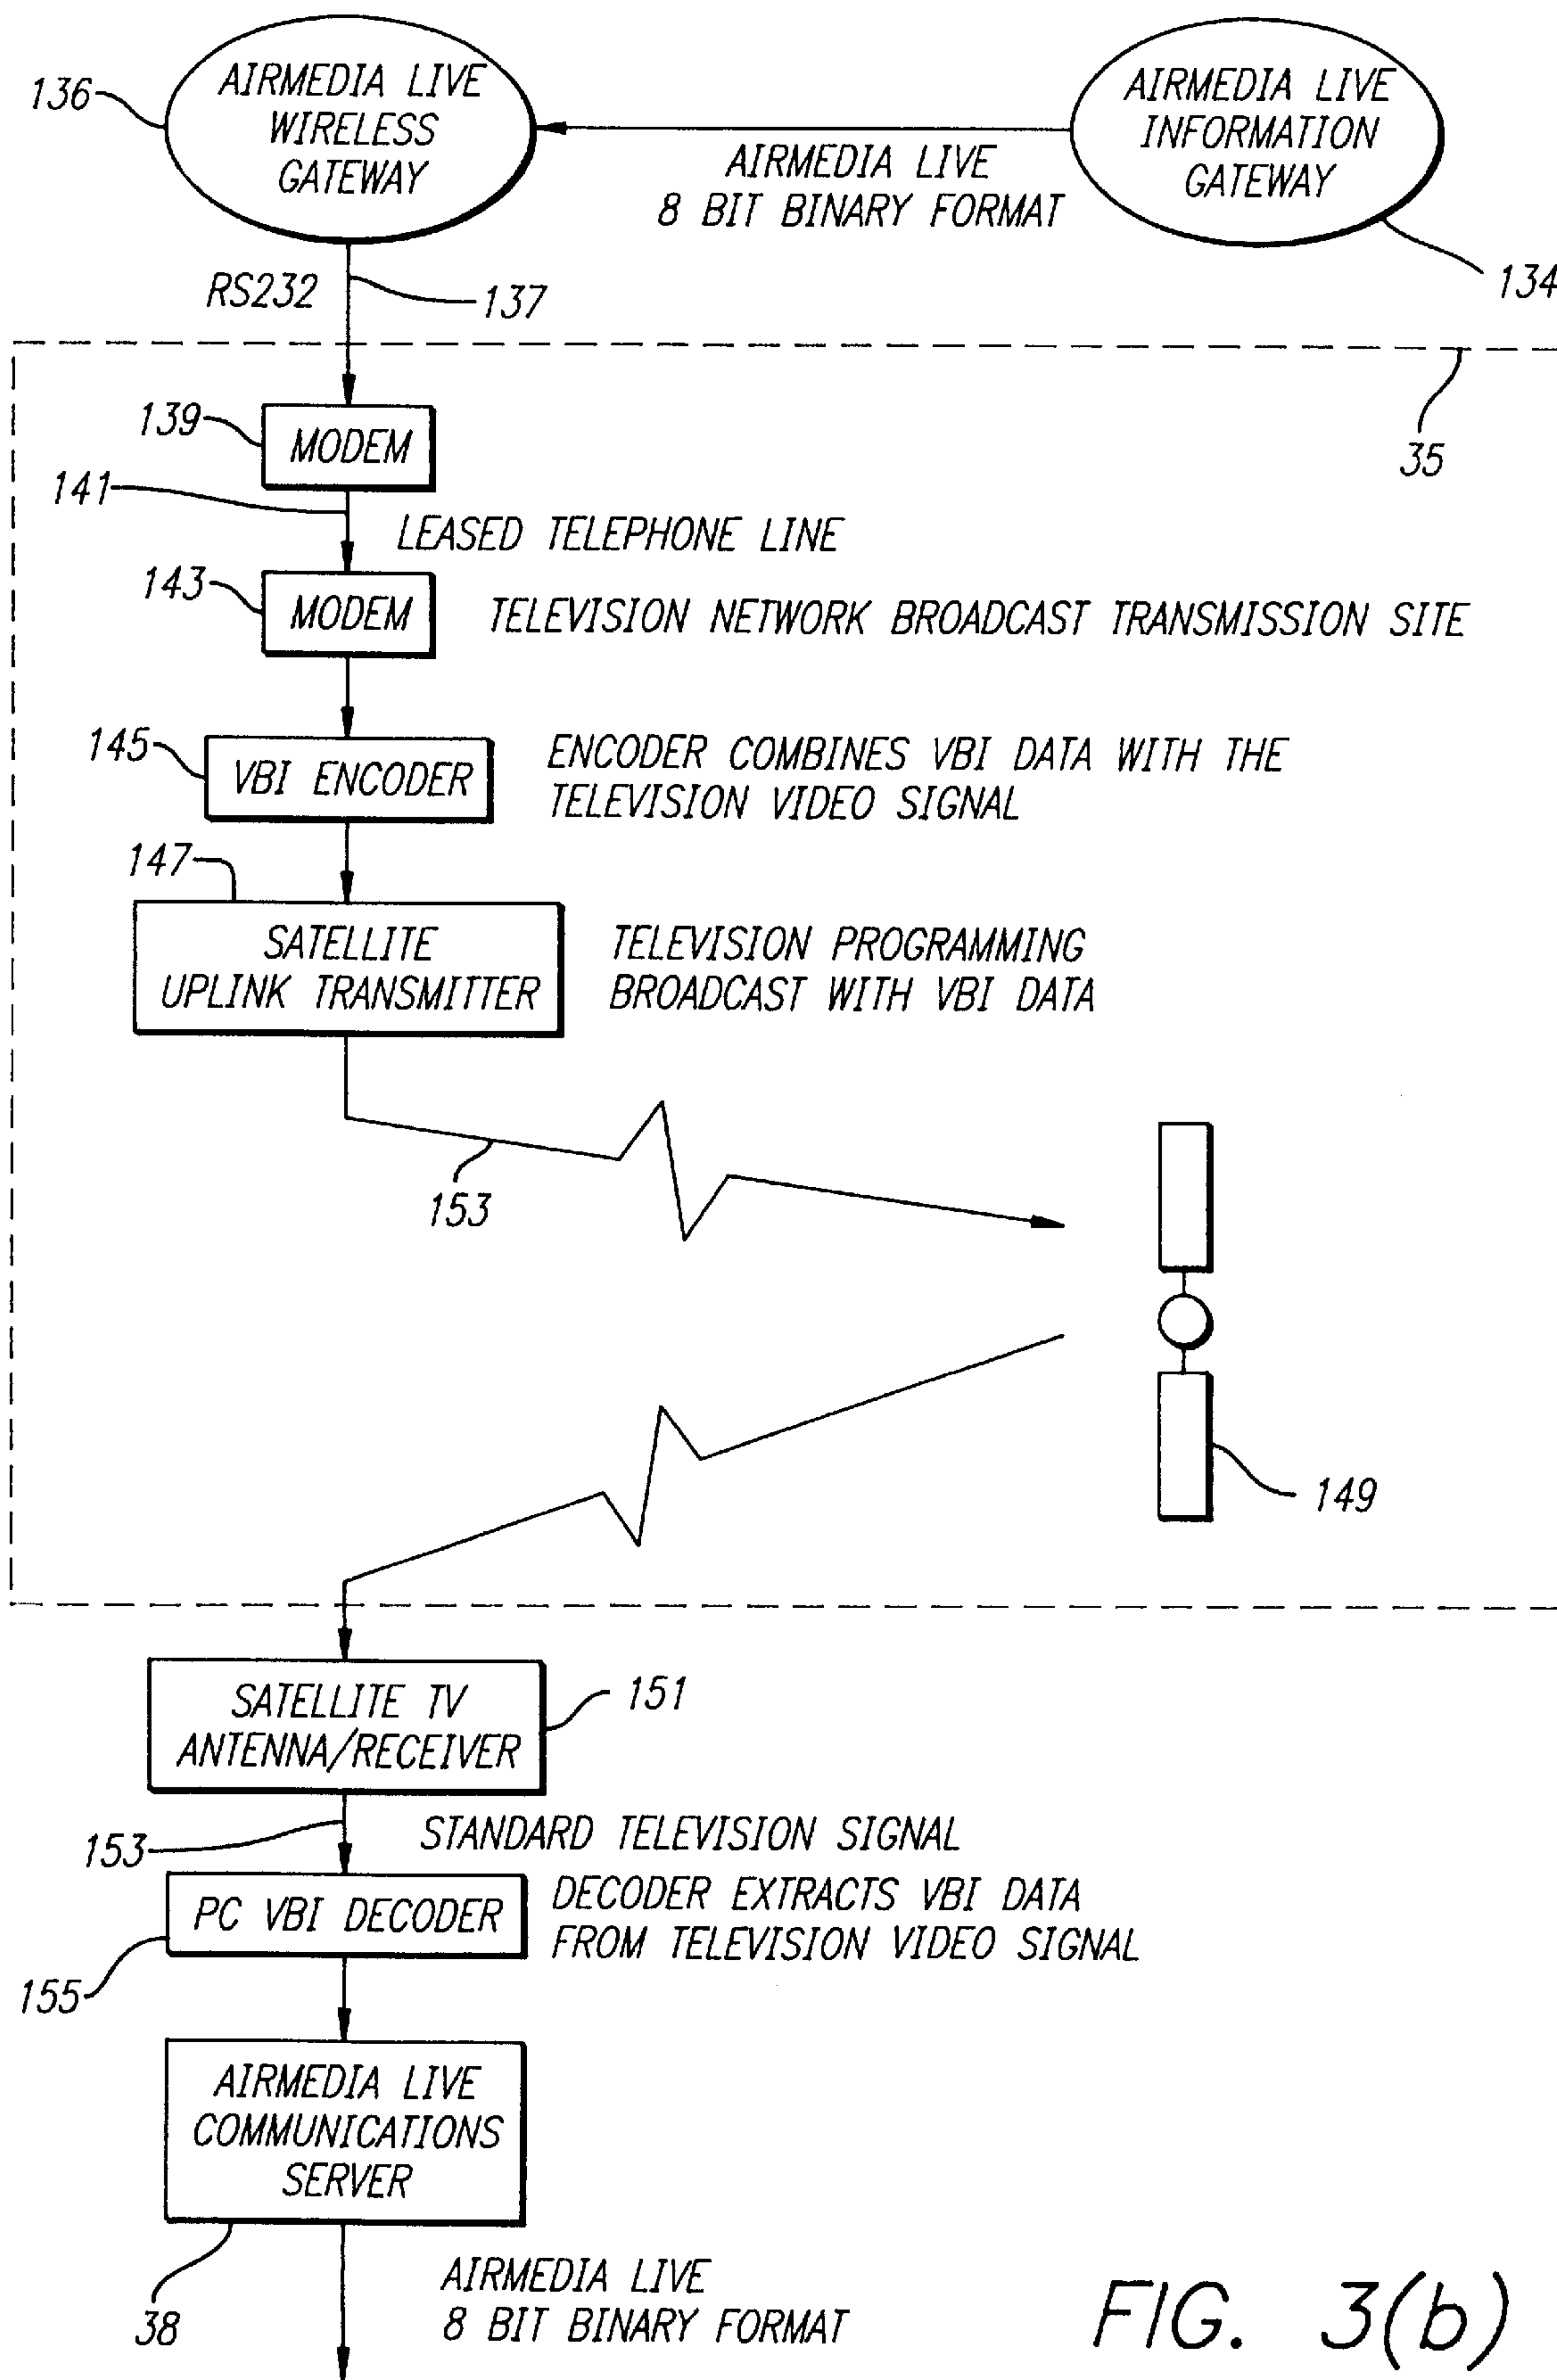 136
AIRMEDIA LIVE
WIRELESS
GATEWAY
AIRMEDIA LIVE
8 BIT BINARY FORMAT
AIRMEDIA LIVE
INFORMATION
GATEWAY
134
RS232
137
35
139
MODEM
141
LEASED TELEPHONE LINE
143
MODEM
TELEVISION NETWORK BROADCAST TRANSMISSION SITE
145
VBI ENCODER
ENCODER COMBINES VBI DATA WITH THE
TELEVISION VIDEO SIGNAL
147
SATELLITE
UPLINK TRANSMITTER
TELEVISION PROGRAMMING
BROADCAST WITH VBI DATA
153
149
SATELLITE TV
ANTENNA/RECEIVER
151
153
STANDARD TELEVISION SIGNAL
PC VBI DECODER
DECODER EXTRACTS VBI DATA
FROM TELEVISION VIDEO SIGNAL
155
AIRMEDIA LIVE
COMMUNICATIONS
SERVER
38
AIRMEDIA LIVE
8 BIT BINARY FORMAT
FIG. 3(b)